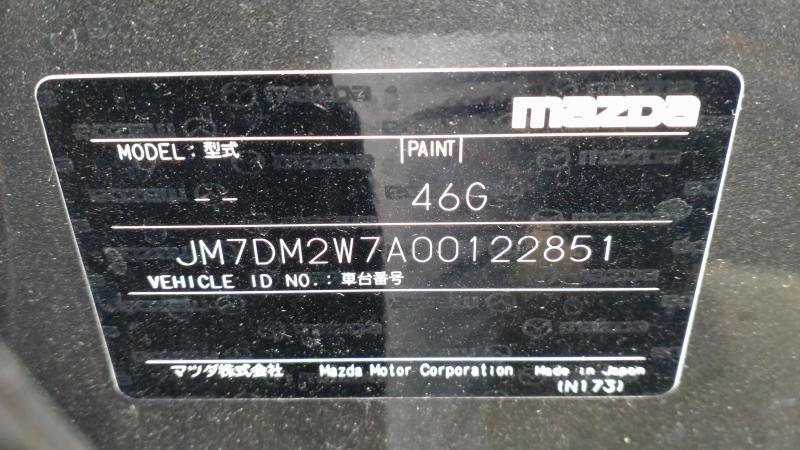 mazda
MODEL : 型式 PAINT
-- 46G
JM7DM2W7A00122851
VEHICLE ID NO. : 車台番号
マツダ株式会社 Mazda Motor Corporation Made in Japan
(N173)